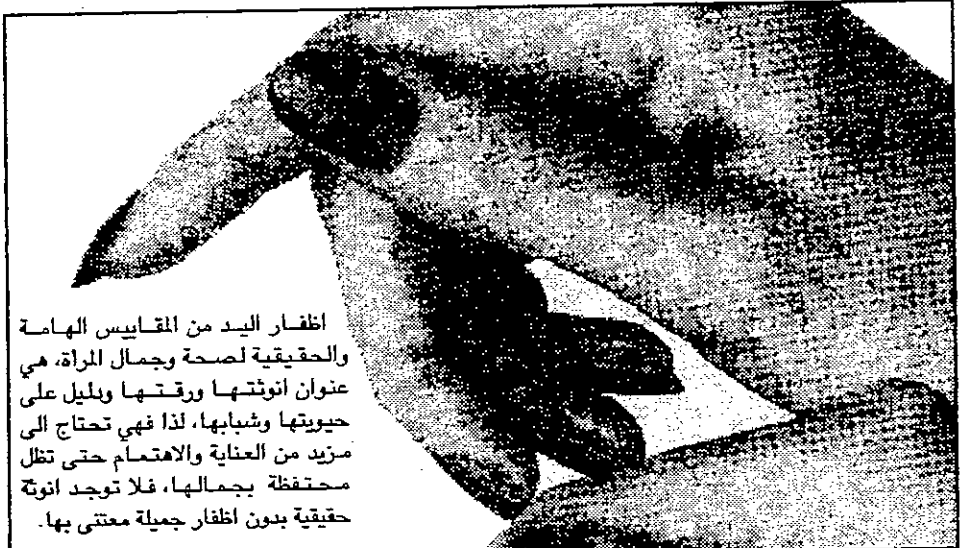 اظفار اليد من المقاييس الهامة
والحقيقية لصحة وجمال المرأة، هي
عنوان انوثتها ورقتها ودليل على
حيويتها وشبابها، لذا فهي تحتاج الى
مزيد من العناية والاهتمام حتى تظل
محتفظة بجمالها، فلا توجد انوثة
حقيقية بدون اظفار جميلة معتنى بها.